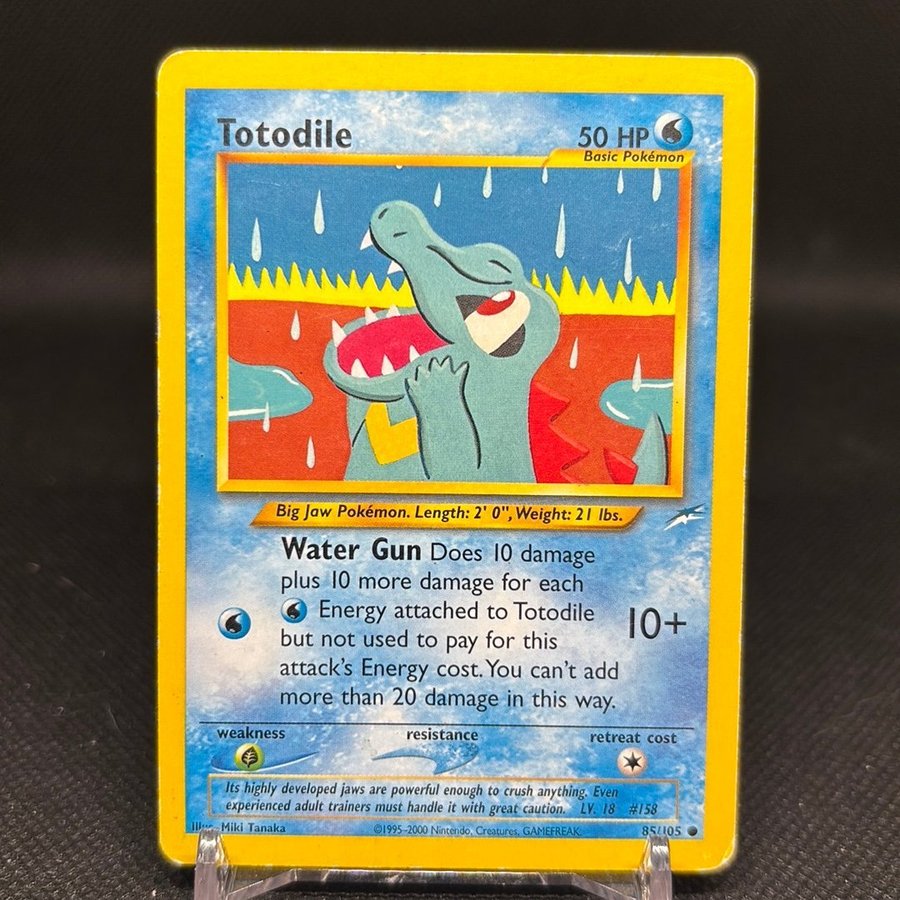 Totodile
50 HP
Basic Pokémon
Big Jaw Pokémon. Length: 2' 0", Weight: 21 lbs.
Water Gun Does 10 damage
plus 10 more damage for each
Energy attached to Totodile
but not used to pay for this
attack's Energy cost. You can't add
more than 20 damage in this way.
10+
weakness
resistance
retreat cost
Its highly developed jaws are powerful enough to crush anything. Even
experienced adult trainers must handle it with great caution. LV. 18 #158
Illus. Miki Tanaka
©1995-2000 Nintendo, Creatures, GAMEFREAK.
85/105